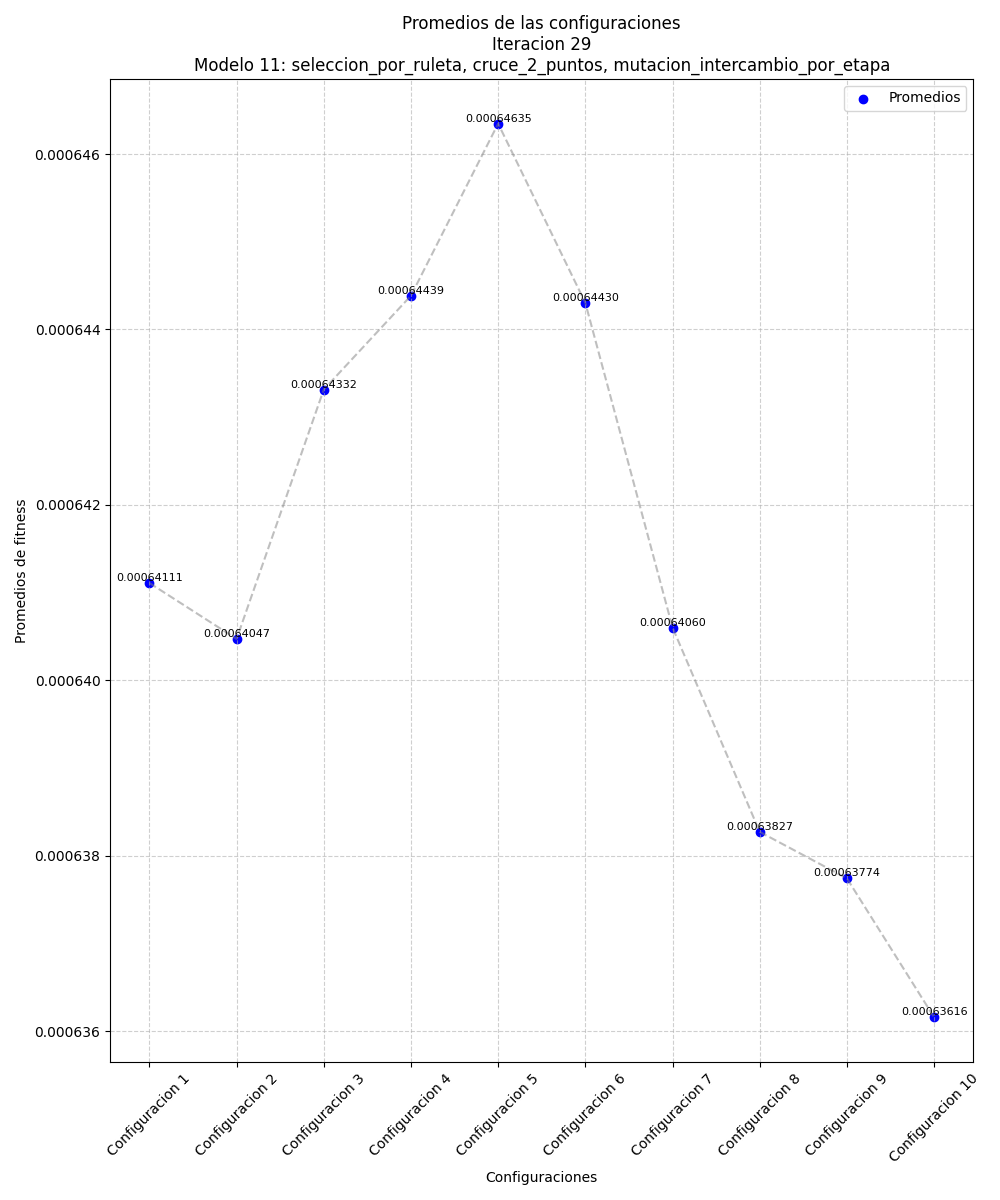 Promedios de las configuraciones
Iteracion 29
Modelo 11: seleccion_por_ruleta, cruce_2_puntos, mutacion_intercambio_por_etapa
Promedios
0.00064635
0.000646
0.00064439
0.00064430
0.000644
0.00064332
0.000642
0.00064111
0.00064047
0.00064060
0.000640
0.00063827
0.000638
0.00063774
0.00063616
0.000636
Promedios de fitness
Configuracion 1
Configuracion 2
Configuracion 3
Configuracion 4
Configuracion 5
Configuracion 6
Configuracion 7
Configuracion 8
Configuracion 9
Configuracion 10
Configuraciones